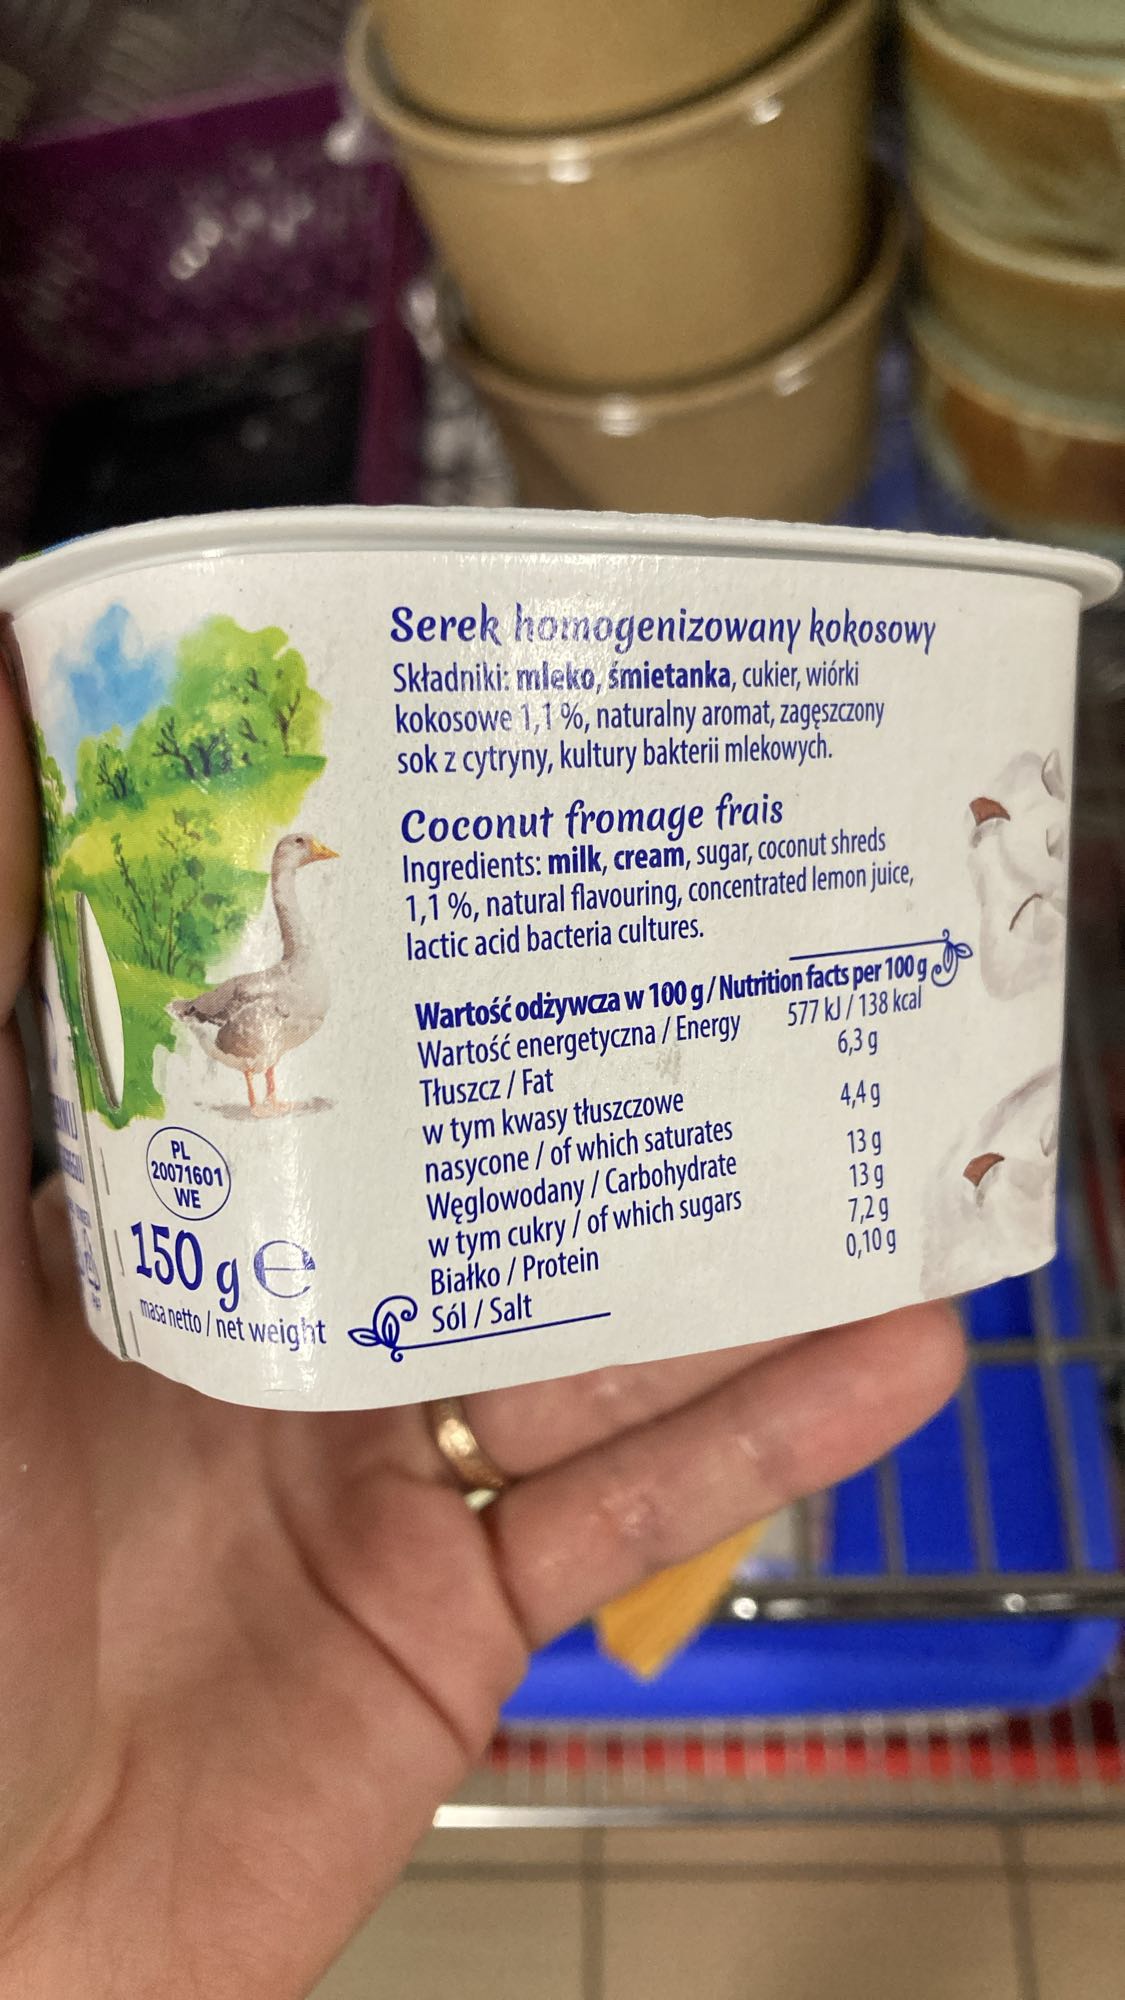 Serek homogenizowany kokosowy
Składniki: mleko, śmietanka, cukier, wiórki
kokosowe 1,1 %, naturalny aromat, zagęszczony
sok z cytryny, kultury bakterii mlekowych.
Coconut fromage frais
Ingredients: milk, cream, sugar, coconut shreds
1,1 %, natural flavouring, concentrated lemon juice,
lactic acid bacteria cultures.
Wartość odżywcza w 100 g / Nutrition facts per 100 g
Wartość energetyczna / Energy 577 kJ / 138 kcal
Tłuszcz / Fat 6,3 g
w tym kwasy tłuszczowe
nasycone / of which saturates 4,4 g
Węglowodany / Carbohydrate 13 g
w tym cukry / of which sugars 13 g
Białko / Protein 7,2 g
Sól / Salt 0,10 g
PL
20071601
WE
150 g e
masa netto / net weight